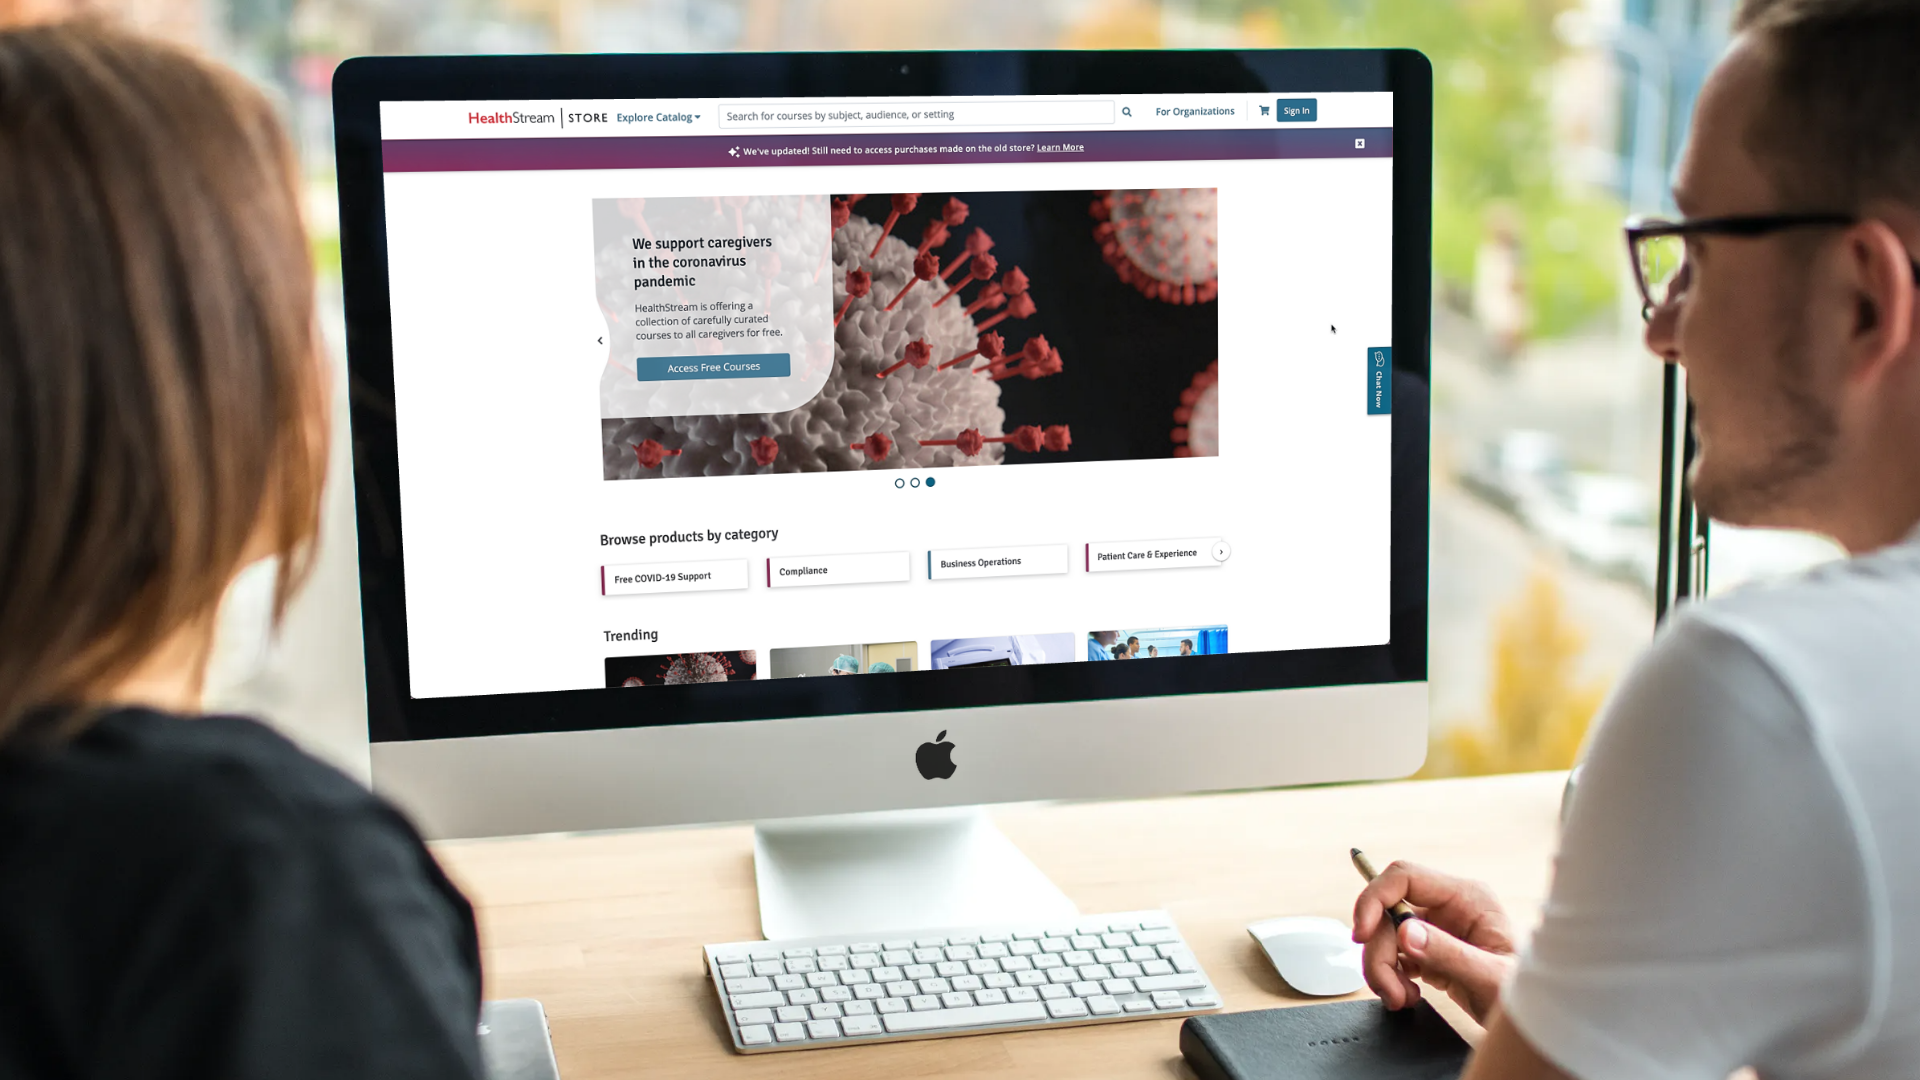 HealthStream | STORE Explore Catalog Search for courses by subject, audience, or setting For Organizations Sign In
We've updated! Still need to access purchases made on the old store? Learn More
We support caregivers
in the coronavirus
pandemic
HealthStream is offering a
collection of carefully curated
courses to all caregivers for free.
Access Free Courses
Chat Now
Browse products by category
Free COVID-19 Support
Compliance
Business Operations
Patient Care & Experience
Trending